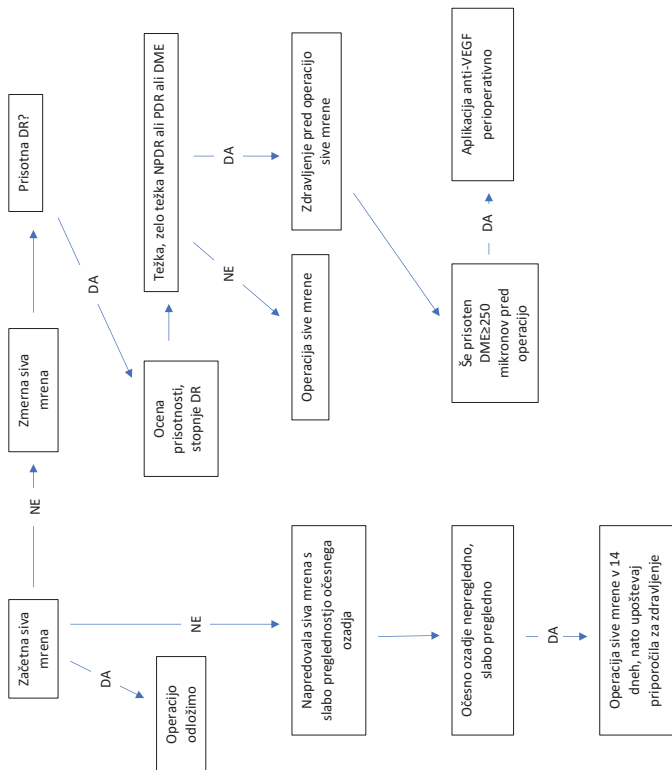 Začetna siva
mrena
NE
Zmerna siva
mrena
Prisotna DR?
DA
Operacijo
odložimo
DA
Ocena
prisotnosti,
stopnje DR
Težka, zelo težka NPDR ali PDR ali DME
NE
NE
DA
Napredovala siva mrena s
slabo preglednostjo očesnega
ozadja
Operacija sive mrene
Zdravljenje pred operacijo
sive mrene
Očesno ozadje nepregledno,
slabo pregledno
Še prisoten
DME≥250
mikronov pred
operacijo
DA
Aplikacija anti-VEGF
perioperativno
DA
Operacija sive mrene v 14
dneh, nato upoštevaj
priporočila za zdravljenje